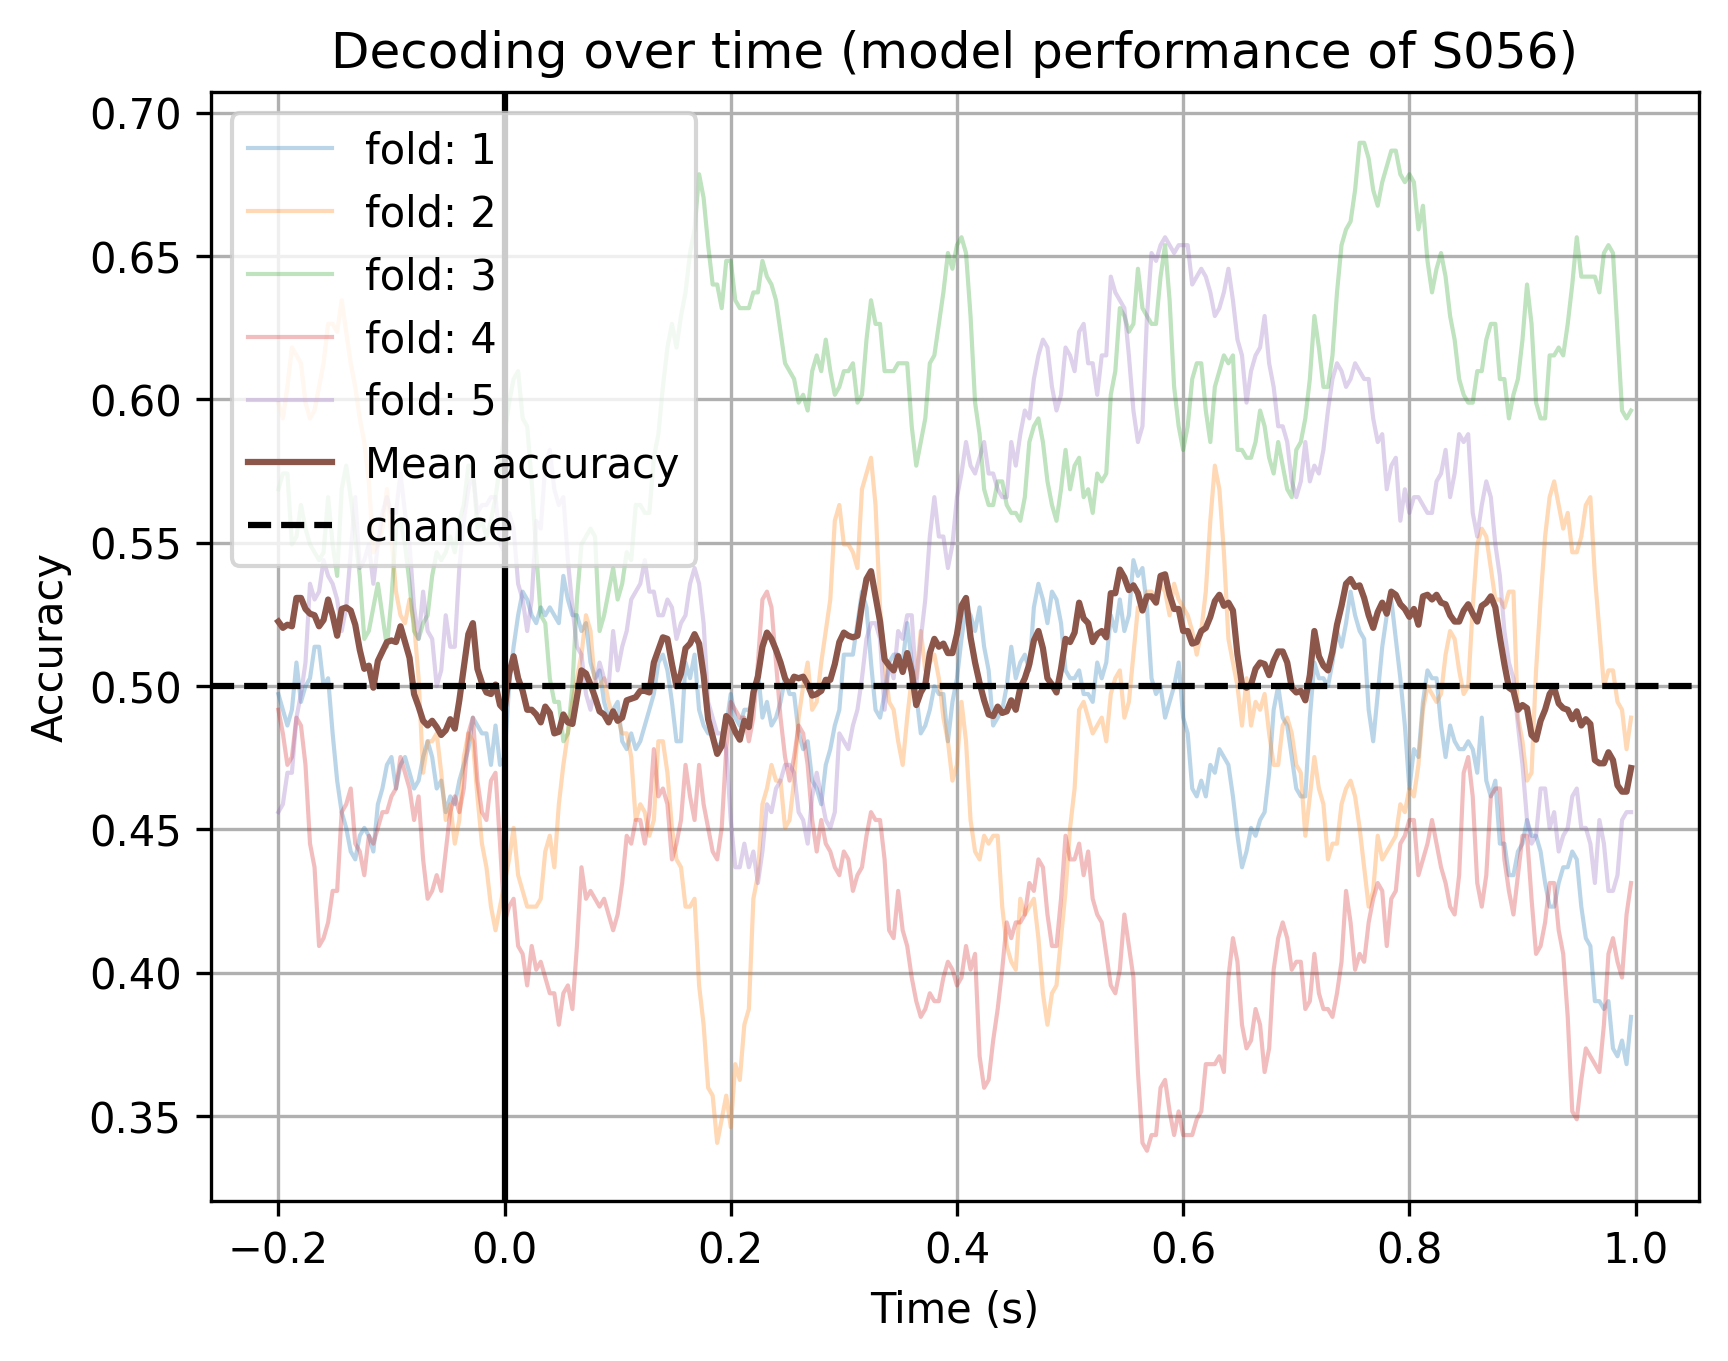 Decoding over time (model performance of S056)
0.70
0.65
0.60
0.55
0.50
0.45
0.40
0.35
Accuracy
fold: 1
fold: 2
fold: 3
fold: 4
fold: 5
Mean accuracy
chance
−0.2 0.0 0.2 0.4 0.6 0.8 1.0
Time (s)